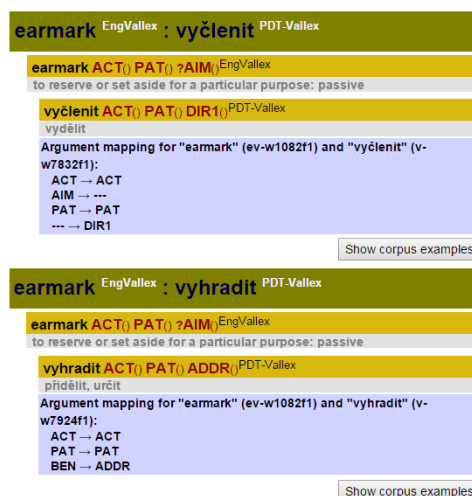 earmark EngVallex : vyčlenit PDT-Vallex
earmark ACT() PAT() ?AIM()EngVallex
to reserve or set aside for a particular purpose: passive
vyčlenit ACT() PAT() DIR1()PDT-Vallex
vydělit
Argument mapping for "earmark" (ev-w1082f1) and "vyčlenit" (v-
w7832f1):
ACT → ACT
AIM → ---
PAT → PAT
--- → DIR1
Show corpus examples
earmark EngVallex : vyhradit PDT-Vallex
earmark ACT() PAT() ?AIM()EngVallex
to reserve or set aside for a particular purpose: passive
vyhradit ACT() PAT() ADDR()PDT-Vallex
přidělit, určit
Argument mapping for "earmark" (ev-w1082f1) and "vyhradit" (v-
w7924f1):
ACT → ACT
PAT → PAT
BEN → ADDR
Show corpus examples